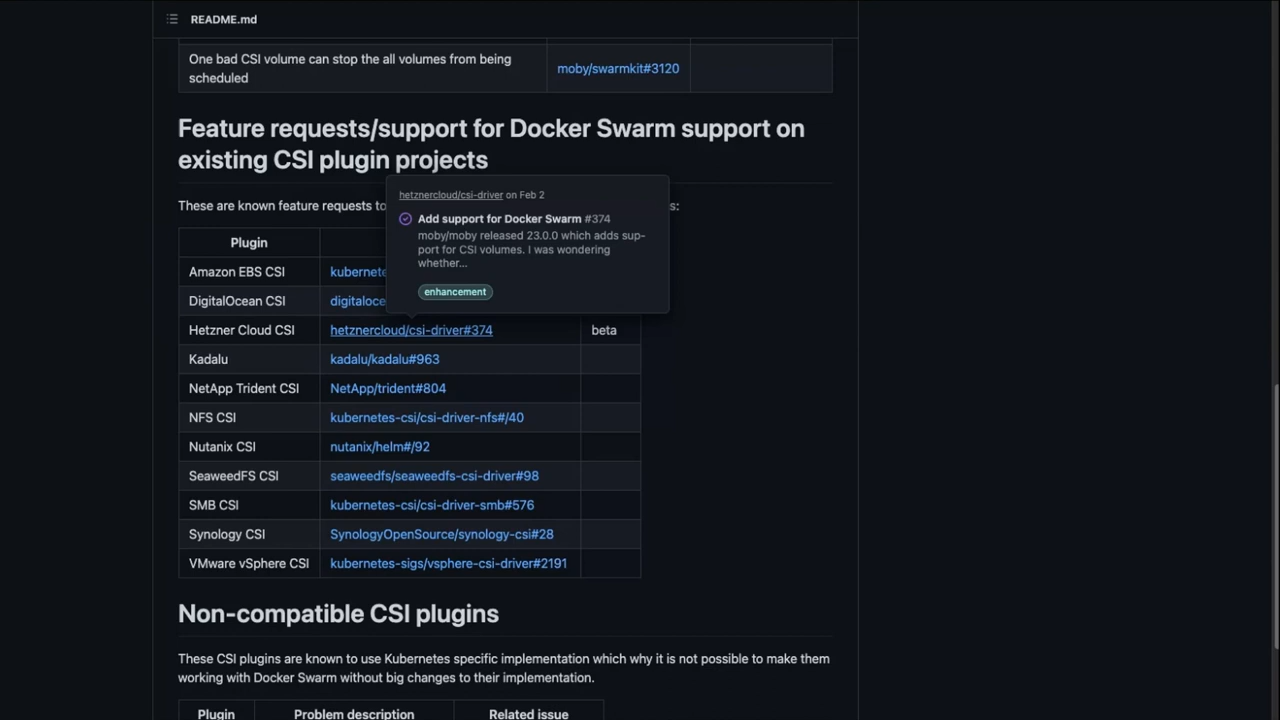 README.md
One bad CSI volume can stop the all volumes from being
scheduled
moby/swarmkit#3120
Feature requests/support for Docker Swarm support on
existing CSI plugin projects
hetznercloud/csi-driver on Feb 2
Add support for Docker Swarm #374
moby/moby released 23.0.0 which adds sup-
port for CSI volumes. I was wondering
whether...
enhancement
These are known feature requests to s:
Plugin
Amazon EBS CSI kubernete
DigitalOcean CSI digitaloce
Hetzner Cloud CSI hetznercloud/csi-driver#374 beta
Kadalu kadalu/kadalu#963
NetApp Trident CSI NetApp/trident#804
NFS CSI kubernetes-csi/csi-driver-nfs#/40
Nutanix CSI nutanix/helm#/92
SeaweedFS CSI seaweedfs/seaweedfs-csi-driver#98
SMB CSI kubernetes-csi/csi-driver-smb#576
Synology CSI SynologyOpenSource/synology-csi#28
VMware vSphere CSI kubernetes-sigs/vsphere-csi-driver#2191
Non-compatible CSI plugins
These CSI plugins are known to use Kubernetes specific implementation which why it is not possible to make them
working with Docker Swarm without big changes to their implementation.
Plugin Problem description Related issue